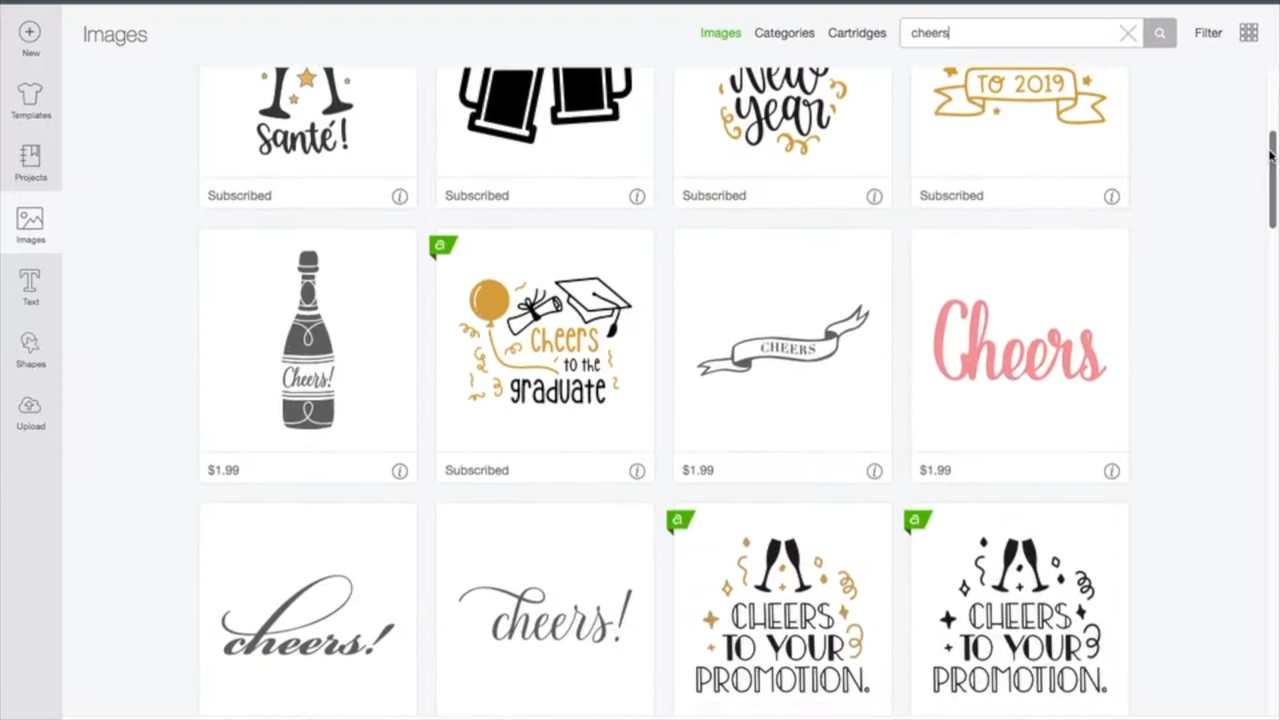 Images
Images Categories Cartridges cheers Filter
New
Templates
Projects
Images
Text
Shapes
Upload
santé!
New
year
TO 2019
Subscribed
Subscribed
Subscribed
Subscribed
Cheers!
a
cheers
to the
graduate
CHEERS
Cheers
$1.99
Subscribed
$1.99
$1.99
cheers!
cheers!
a
CHEERS
TO YOUR
PROMOTION.
a
CHEERS
TO YOUR
PROMOTION.